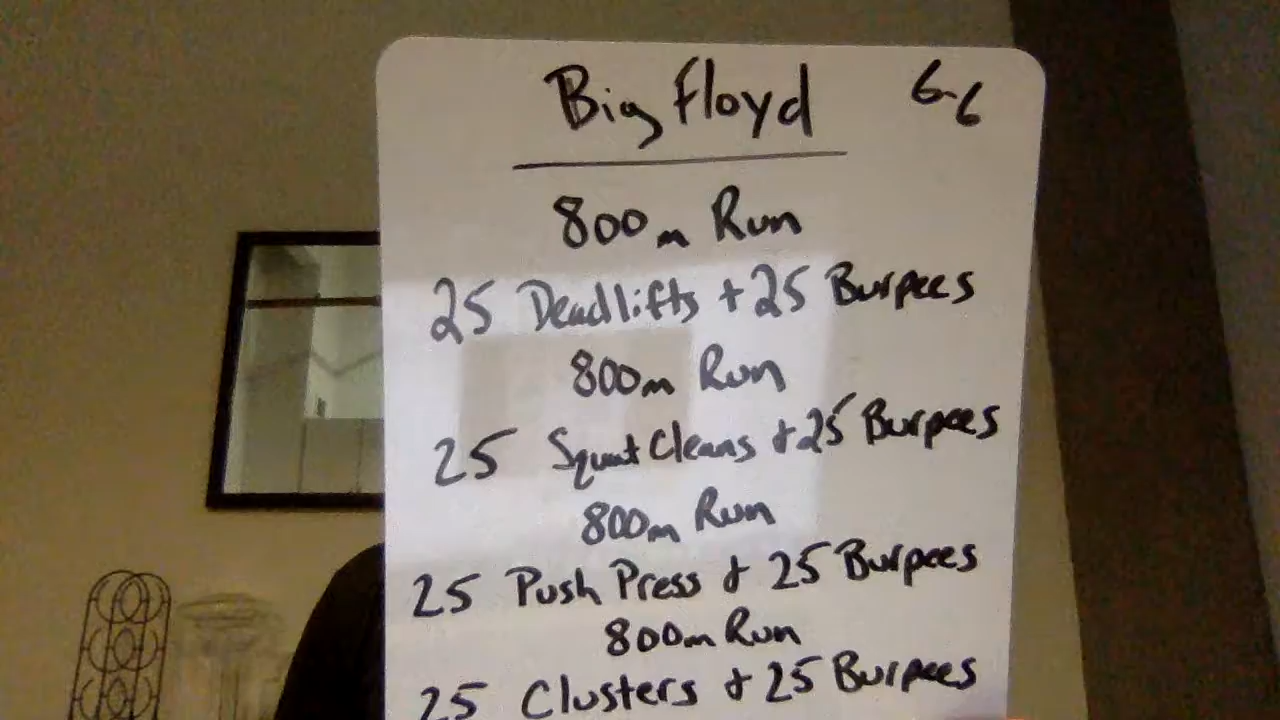 Big Floyd 6-6
800m Run
25 Deadlifts + 25 Burpees
800m Run
25 Squat Cleans + 25 Burpees
800m Run
25 Push Press + 25 Burpees
800m Run
25 Clusters + 25 Burpees